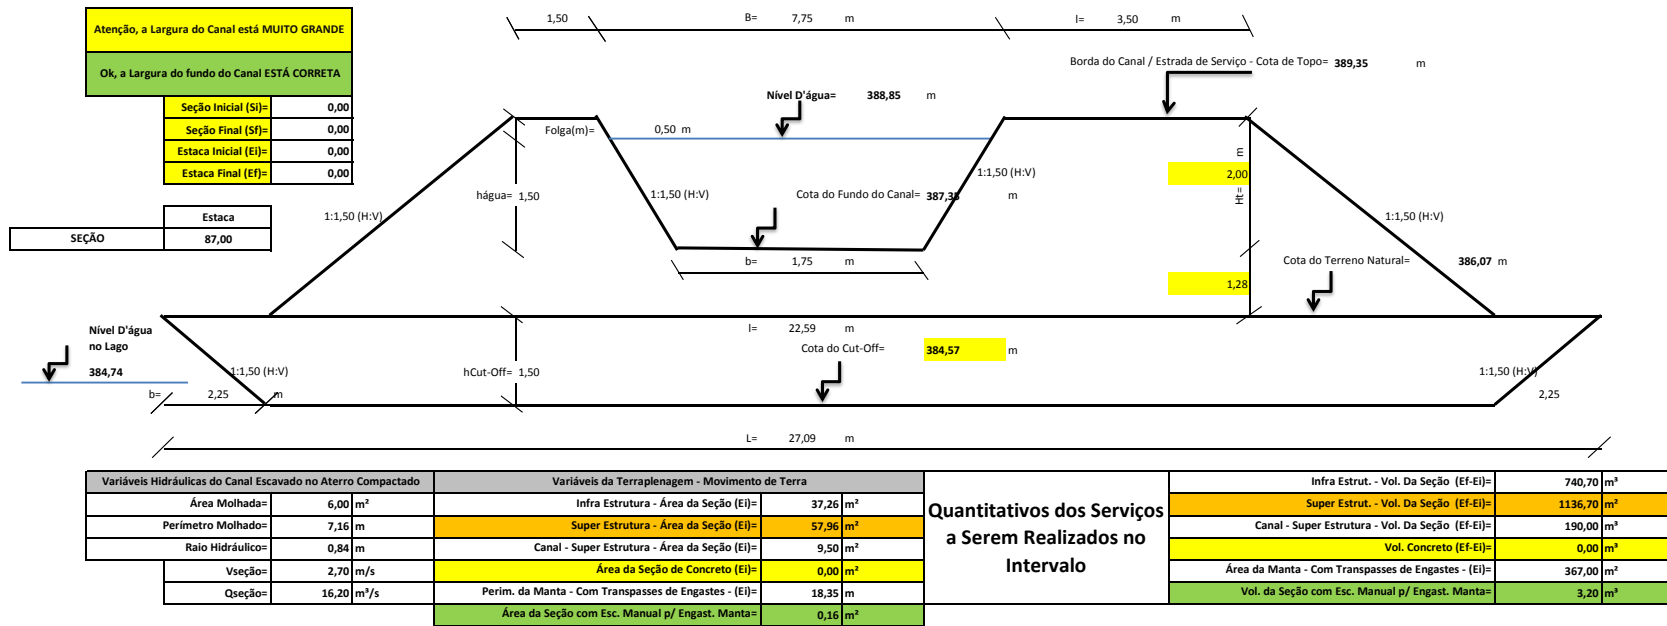 1,50
B= 7,75 m
l= 3,50 m
Atenção, a Largura do Canal está MUITO GRANDE
Ok, a Largura do fundo do Canal ESTÁ CORRETA
Borda do Canal / Estrada de Serviço - Cota de Topo= 389,35 m
Nível D'água= 388,85 m
Seção Inicial (Si)= 0,00
Seção Final (Sf)= 0,00
Estaca Inicial (Ei)= 0,00
Estaca Final (Ef)= 0,00
Folga(m)= 0,50 m
1:1,50 (H:V)
2,00
m
Ht=
hágua= 1,50
1:1,50 (H:V)
Cota do Fundo do Canal= 387,35 m
1:1,50 (H:V)
1:1,50 (H:V)
Estaca
SEÇÃO 87,00
b= 1,75 m
Cota do Terreno Natural= 386,07 m
1,28
Nível D'água
no Lago
384,74
l= 22,59 m
Cota do Cut-Off= 384,57 m
1:1,50 (H:V)
hCut-Off= 1,50
1:1,50 (H:V)
b= 2,25 m
2,25
L= 27,09 m
Variáveis Hidráulicas do Canal Escavado no Aterro Compactado
Área Molhada= 6,00 m²
Perímetro Molhado= 7,16 m
Raio Hidráulico= 0,84 m
Vseção= 2,70 m/s
Qseção= 16,20 m³/s
Variáveis da Terraplenagem - Movimento de Terra
Infra Estrutura - Área da Seção (Ei)= 37,26 m²
Super Estrutura - Área da Seção (Ei)= 57,96 m²
Canal - Super Estrutura - Área da Seção (Ei)= 9,50 m²
Área da Seção de Concreto (Ei)= 0,00 m²
Perim. da Manta - Com Transpasses de Engastes - (Ei)= 18,35 m
Área da Seção com Esc. Manual p/ Engast. Manta= 0,16 m²
Quantitativos dos Serviços
a Serem Realizados no
Intervalo
Infra Estrut. - Vol. Da Seção (Ef-Ei)= 740,70 m³
Super Estrut. - Vol. Da Seção (Ef-Ei)= 1136,70 m²
Canal - Super Estrutura - Vol. Da Seção (Ef-Ei)= 190,00 m³
Vol. Concreto (Ef-Ei)= 0,00 m³
Área da Manta - Com Transpasses de Engastes - (Ei)= 367,00 m²
Vol. da Seção com Esc. Manual p/ Engast. Manta= 3,20 m³